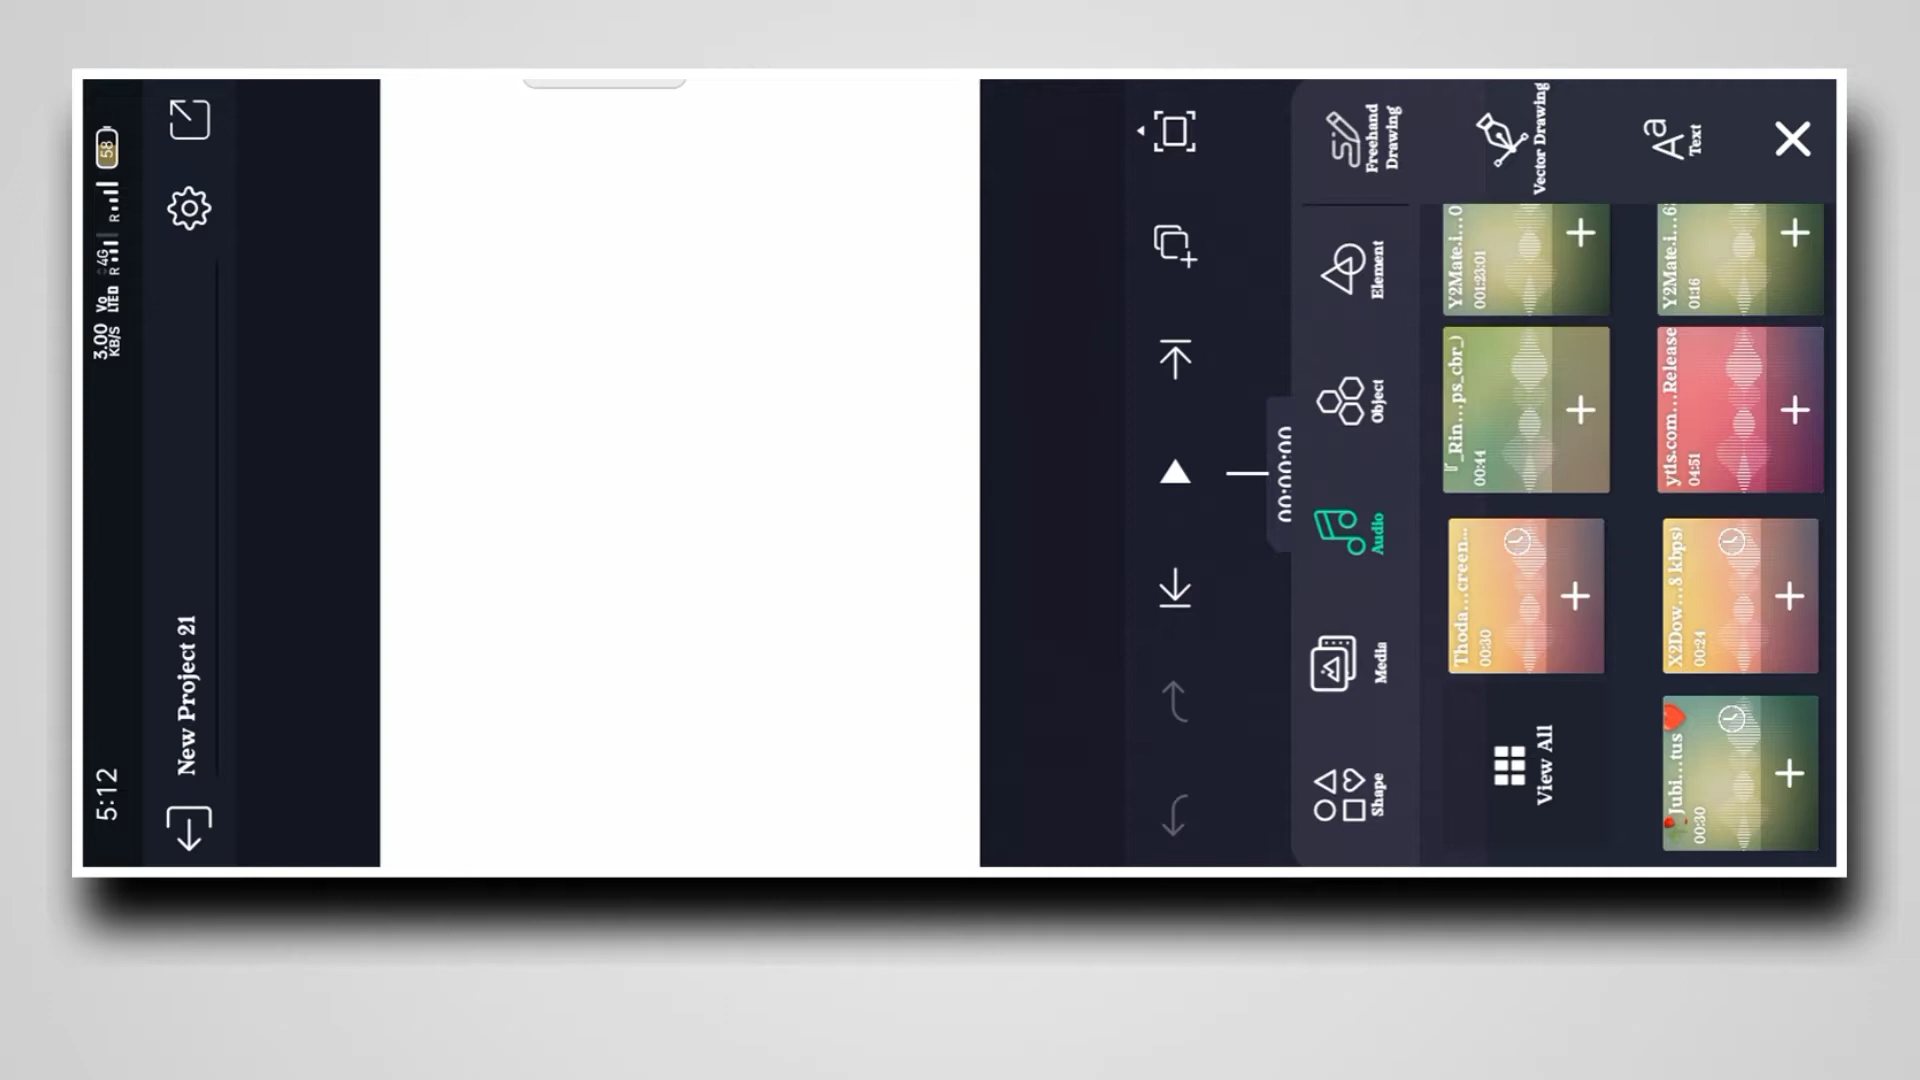 5:12
3.00 KB/S
Vo LTE
4G
R
R
58
New Project 21
00:00:00
Shape
Media
Audio
Object
Element
Freehand Drawing
Vector Drawing
Text
View All
Thoda...creen...
00:30
_Rin...ps_cbr_)
00:44
Y2Mate.i...0
001:23:01
Jubi...tus
00:30
X2Dow...8 kbps)
00:24
yt1s.com...Release
04:51
Y2Mate.i...6
01:16